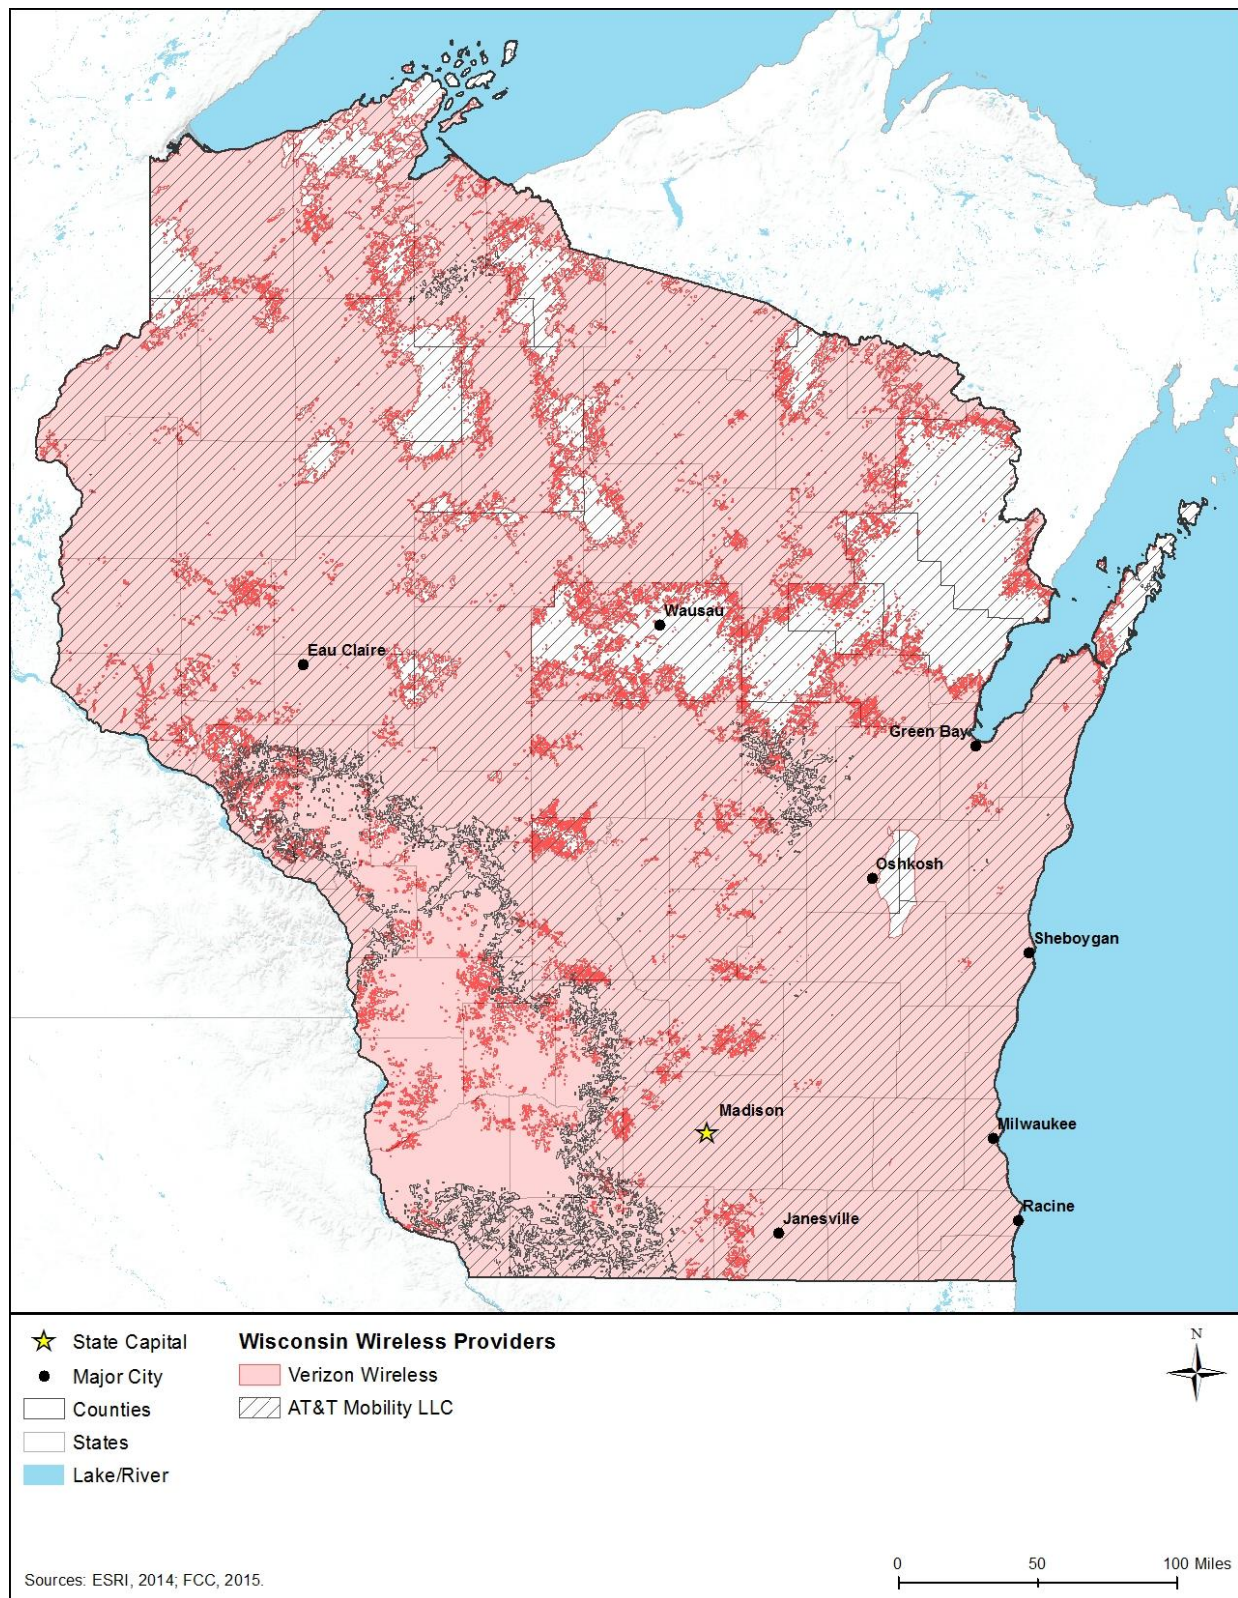 Wausau
Eau Claire
Green Bay
Oshkosh
Sheboygan
Madison
Milwaukee
Racine
Janesville
State Capital
Major City
Counties
States
Lake/River
Wisconsin Wireless Providers
Verizon Wireless
AT&T Mobility LLC
N
0 50 100 Miles
Sources: ESRI, 2014; FCC, 2015.